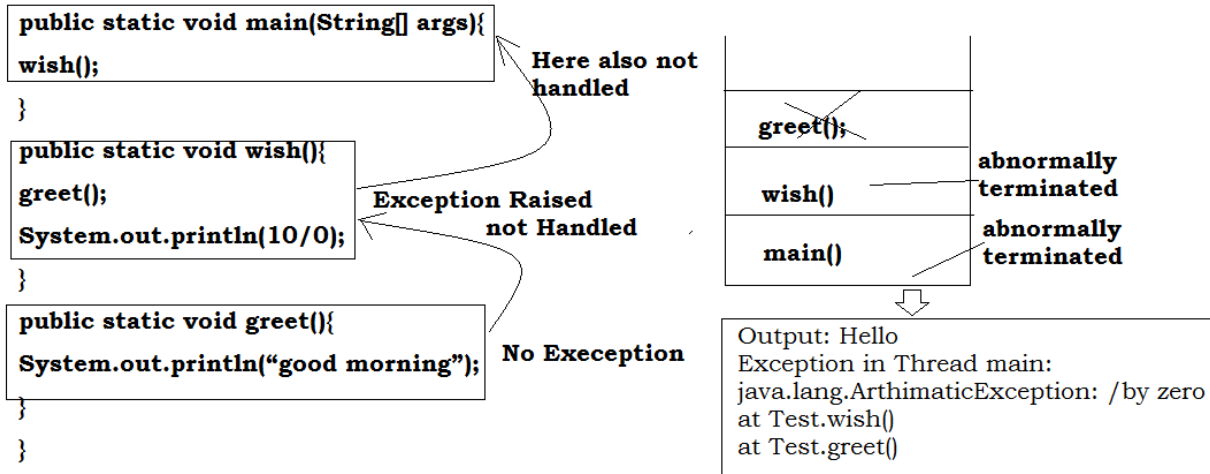 public static void main(String[] args){
wish();
}
Here also not
handled
public static void wish(){
greet();
System.out.println(10/0);
}
Exception Raised
not Handled
public static void greet(){
System.out.println(“good morning”);
}
}
No Exeception
greet();
wish()
main()
abnormally
terminated
abnormally
terminated
Output: Hello
Exception in Thread main:
java.lang.ArthimaticException: /by zero
at Test.wish()
at Test.greet()